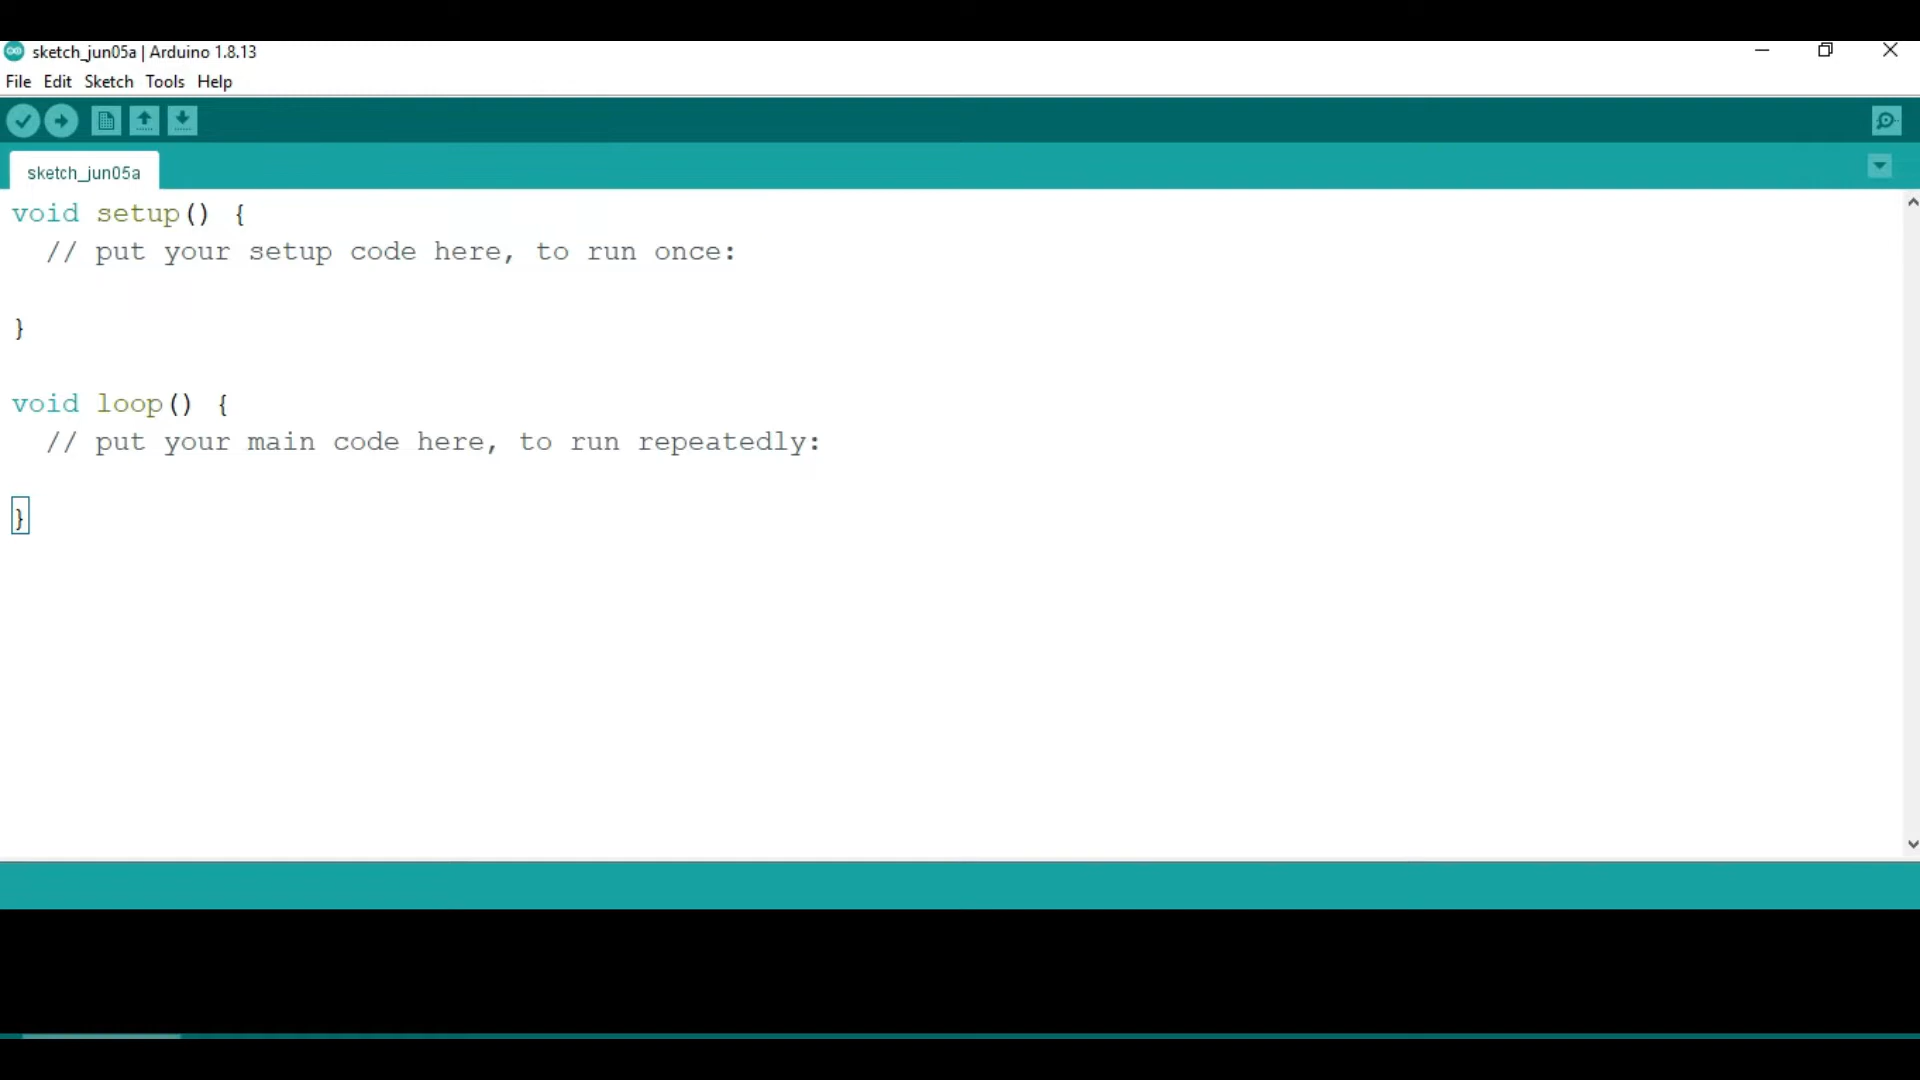 sketch_jun05a | Arduino 1.8.13
File Edit Sketch Tools Help
sketch_jun05a
void setup() {
  // put your setup code here, to run once:

}

void loop() {
  // put your main code here, to run repeatedly:

}